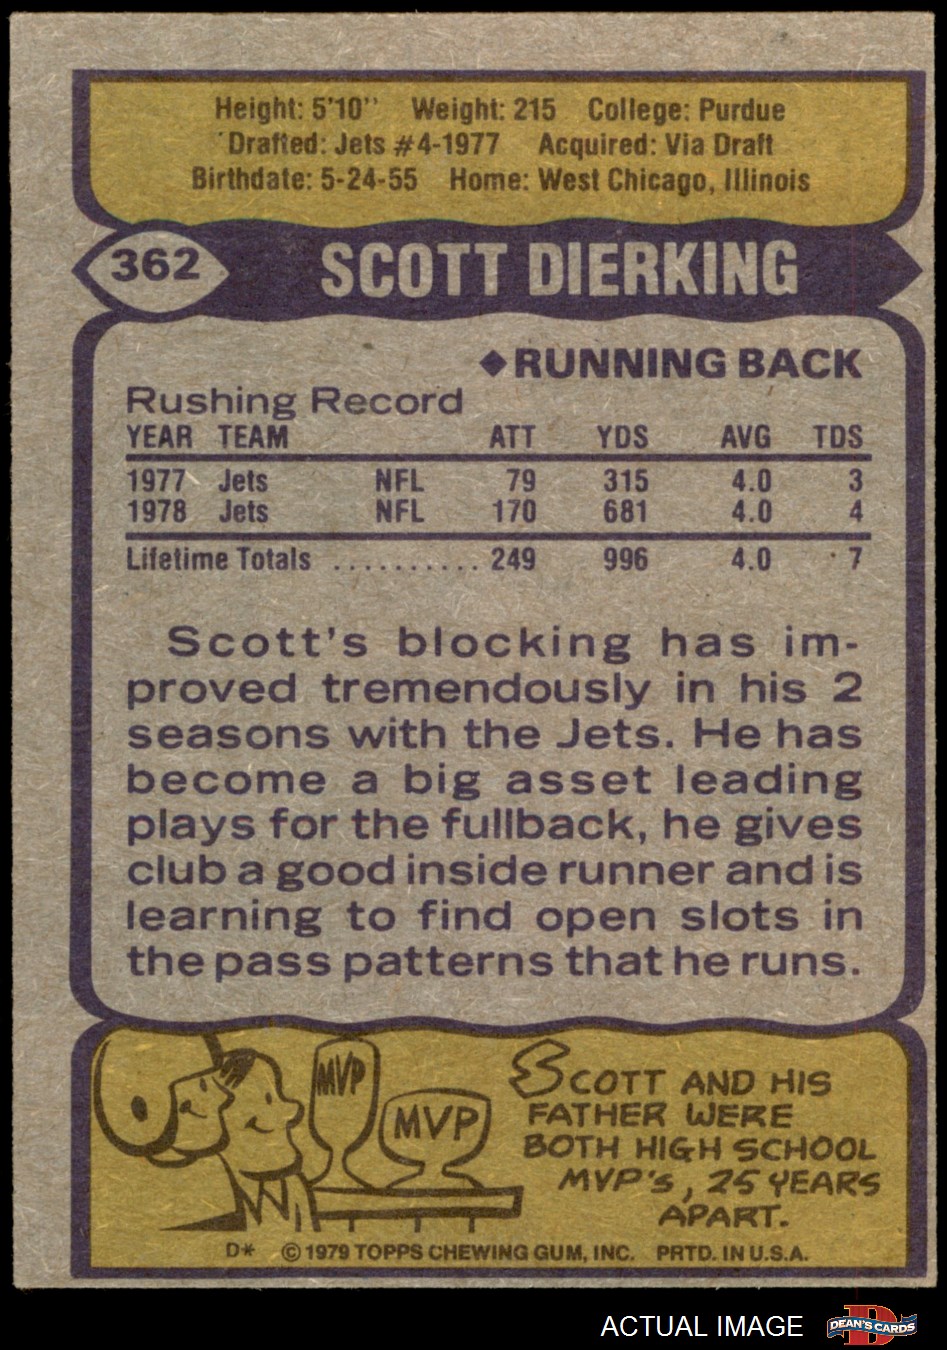 Height: 5'10'' Weight: 215 College: Purdue
Drafted: Jets #4-1977 Acquired: Via Draft
Birthdate: 5-24-55 Home: West Chicago, Illinois
362 SCOTT DIERKING
◆RUNNING BACK
Rushing Record
YEAR TEAM ATT YDS AVG TDS
1977 Jets NFL 79 315 4.0 3
1978 Jets NFL 170 681 4.0 4
Lifetime Totals .......... 249 996 4.0 7
Scott's blocking has im-
proved tremendously in his 2
seasons with the Jets. He has
become a big asset leading
plays for the fullback, he gives
club a good inside runner and is
learning to find open slots in
the pass patterns that he runs.
MVP
MVP
SCOTT AND HIS
FATHER WERE
BOTH HIGH SCHOOL
MVP's, 25 YEARS
APART.
D* © 1979 TOPPS CHEWING GUM, INC. PRTD. IN U.S.A.
ACTUAL IMAGE
D
DEAN'S CARDS